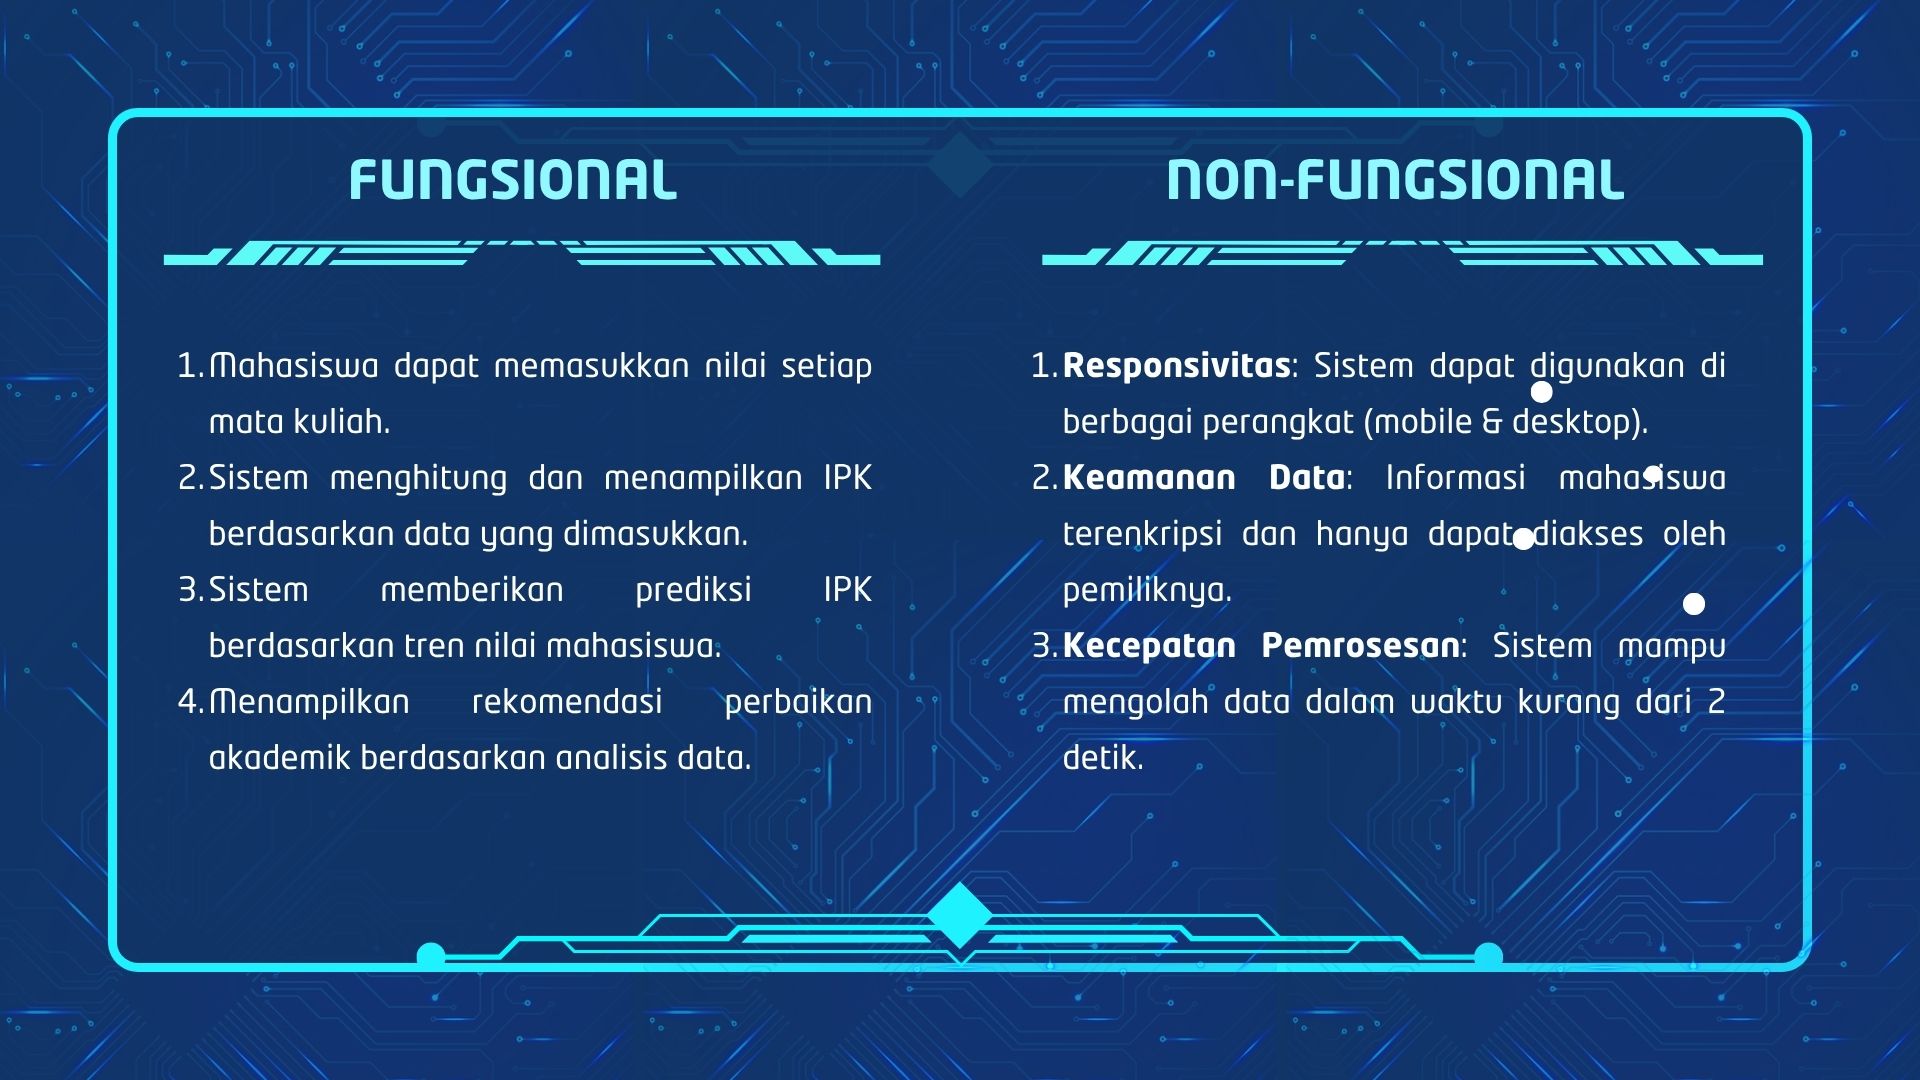 FUNGSIONAL
1. Mahasiswa dapat memasukkan nilai setiap
mata kuliah.
2. Sistem menghitung dan menampilkan IPK
berdasarkan data yang dimasukkan.
3. Sistem memberikan prediksi IPK
berdasarkan tren nilai mahasiswa.
4. Menampilkan rekomendasi perbaikan
akademik berdasarkan analisis data.
NON-FUNGSIONAL
1. Responsivitas: Sistem dapat digunakan di
berbagai perangkat (mobile & desktop).
2. Keamanan Data: Informasi mahasiswa
terenkripsi dan hanya dapat diakses oleh
pemiliknya.
3. Kecepatan Pemrosesan: Sistem mampu
mengolah data dalam waktu kurang dari 2
detik.